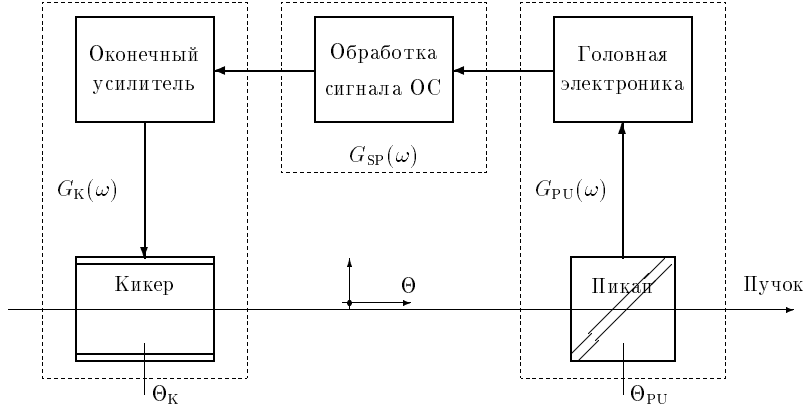 Оконечный
усилитель
Обработка
сигнала ОС
Головная
электроника
G_SP(ω)
G_K(ω)
G_PU(ω)
Кикер
Θ
Пикап
Пучок
Θ_K
Θ_PU